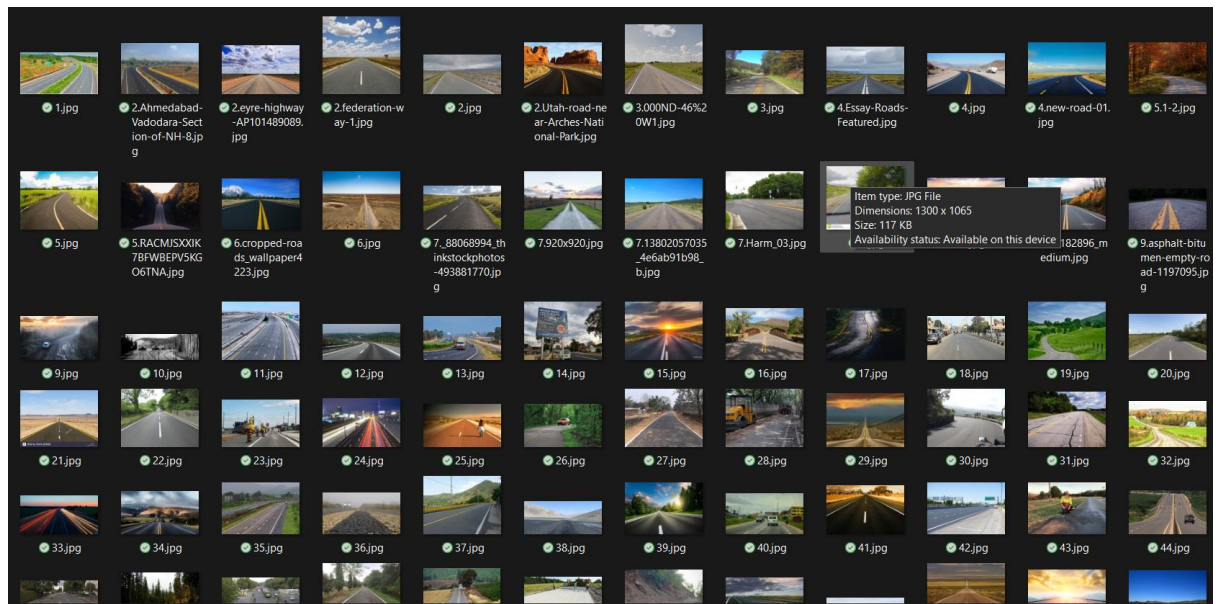 1.jpg
2.Ahmedabad-
Vadodara-Sect
ion-of-NH-8.jp
g
2.eyre-highway
-AP101489089.
jpg
2.federation-w
ay-1.jpg
2.jpg
2.Utah-road-ne
ar-Arches-Nati
onal-Park.jpg
3.000ND-46%2
0W1.jpg
3.jpg
4.Essay-Roads-
Featured.jpg
4.jpg
4.new-road-01.
jpg
5.1-2.jpg
5.jpg
5.RACMJSXXIK
7BFWBEPV5KG
O6TNA.jpg
6.cropped-roa
ds_wallpaper4
223.jpg
6.jpg
7._88068994_th
inkstockphotos
-493881770.jp
g
7.920x920.jpg
7.13802057035
_4e6ab91b98_
b.jpg
7.Harm_03.jpg
Item type: JPG File
Dimensions: 1300 x 1065
Size: 117 KB
Availability status: Available on this device
182896_m
edium.jpg
9.asphalt-bitu
men-empty-ro
ad-1197095.jp
g
9.jpg
10.jpg
11.jpg
12.jpg
13.jpg
14.jpg
15.jpg
16.jpg
17.jpg
18.jpg
19.jpg
20.jpg
21.jpg
22.jpg
23.jpg
24.jpg
25.jpg
26.jpg
27.jpg
28.jpg
29.jpg
30.jpg
31.jpg
32.jpg
33.jpg
34.jpg
35.jpg
36.jpg
37.jpg
38.jpg
39.jpg
40.jpg
41.jpg
42.jpg
43.jpg
44.jpg